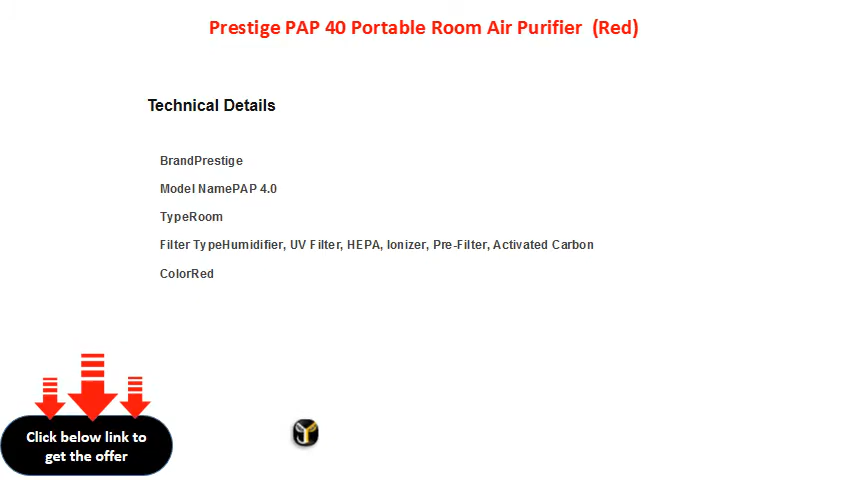 Prestige PAP 40 Portable Room Air Purifier (Red)
Technical Details
BrandPrestige
Model NamePAP 4.0
TypeRoom
Filter TypeHumidifier, UV Filter, HEPA, Ionizer, Pre-Filter, Activated Carbon
ColorRed
Click below link to
get the offer